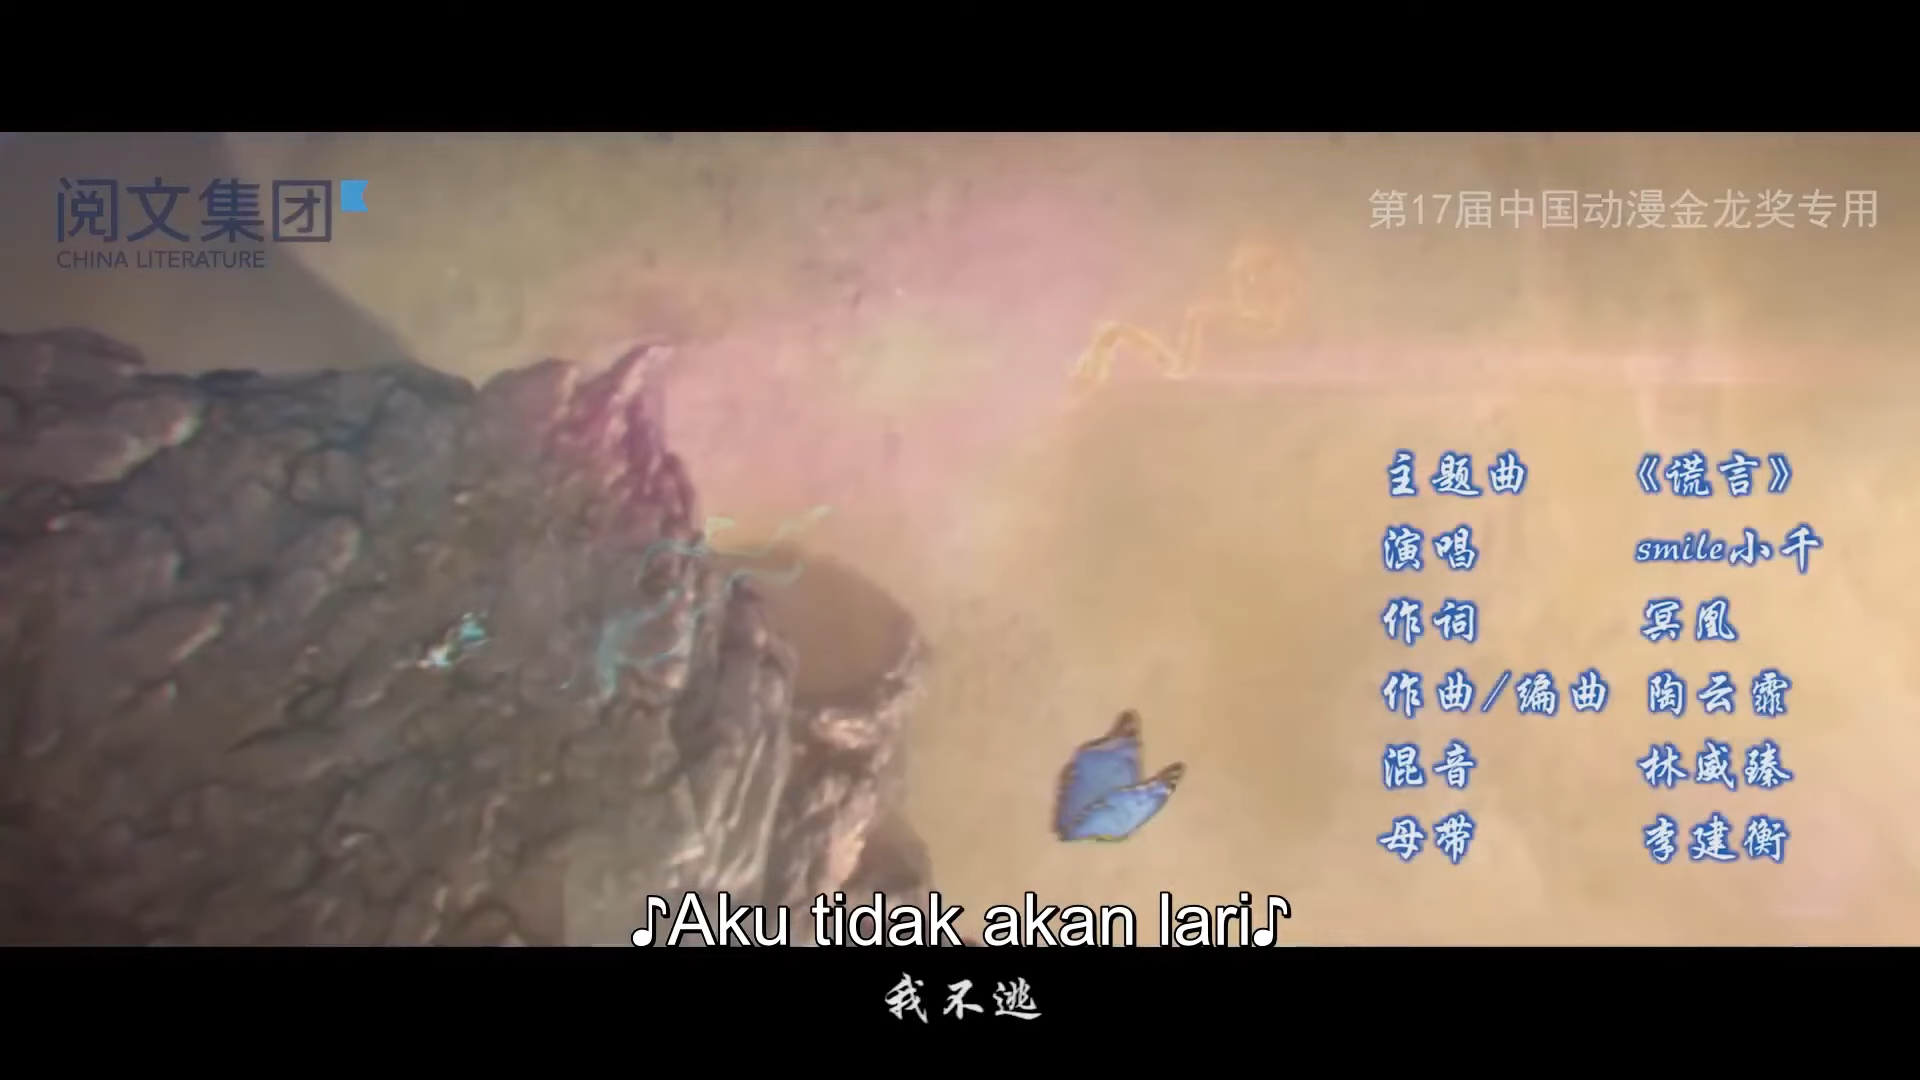 阅文集团
CHINA LITERATURE
第17届中国动漫金龙奖专用
主题曲 《谎言》
演唱 smile小千
作词 冥凰
作曲/编曲 陶云霏
混音 林威臻
母带 李建衡
♪Aku tidak akan lari♪
我不逃